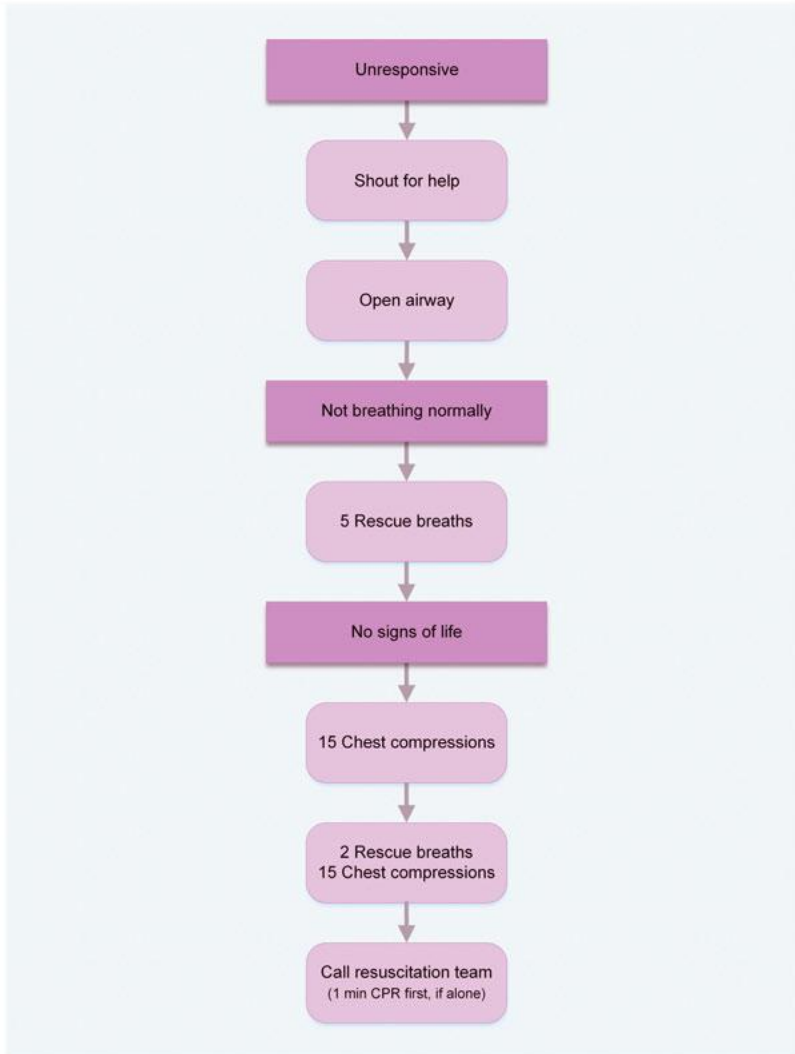 Unresponsive
Shout for help
Open airway
Not breathing normally
5 Rescue breaths
No signs of life
15 Chest compressions
2 Rescue breaths
15 Chest compressions
Call resuscitation team
(1 min CPR first, if alone)